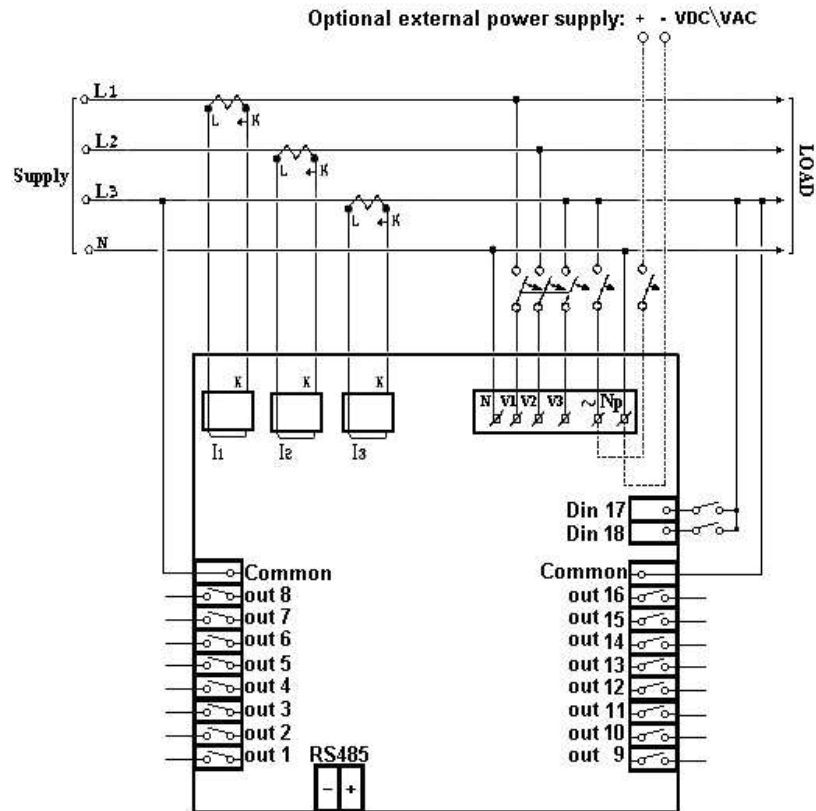 Optional external power supply: + - VDC\VAC
L1
L K
L2
L K
Supply
LOAD
L3
L K
N
K K K
N V1 V2 V3 ~ Np
I1 I2 I3
Din 17
Din 18
Common Common
out 8 out 16
out 7 out 15
out 6 out 14
out 5 out 13
out 4 out 12
out 3 out 11
out 2 out 10
out 1 RS485 out 9
- +